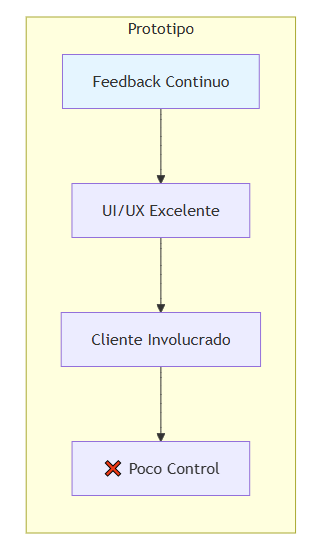 Prototipo
Feedback Continuo
UI/UX Excelente
Cliente Involucrado
❌ Poco Control